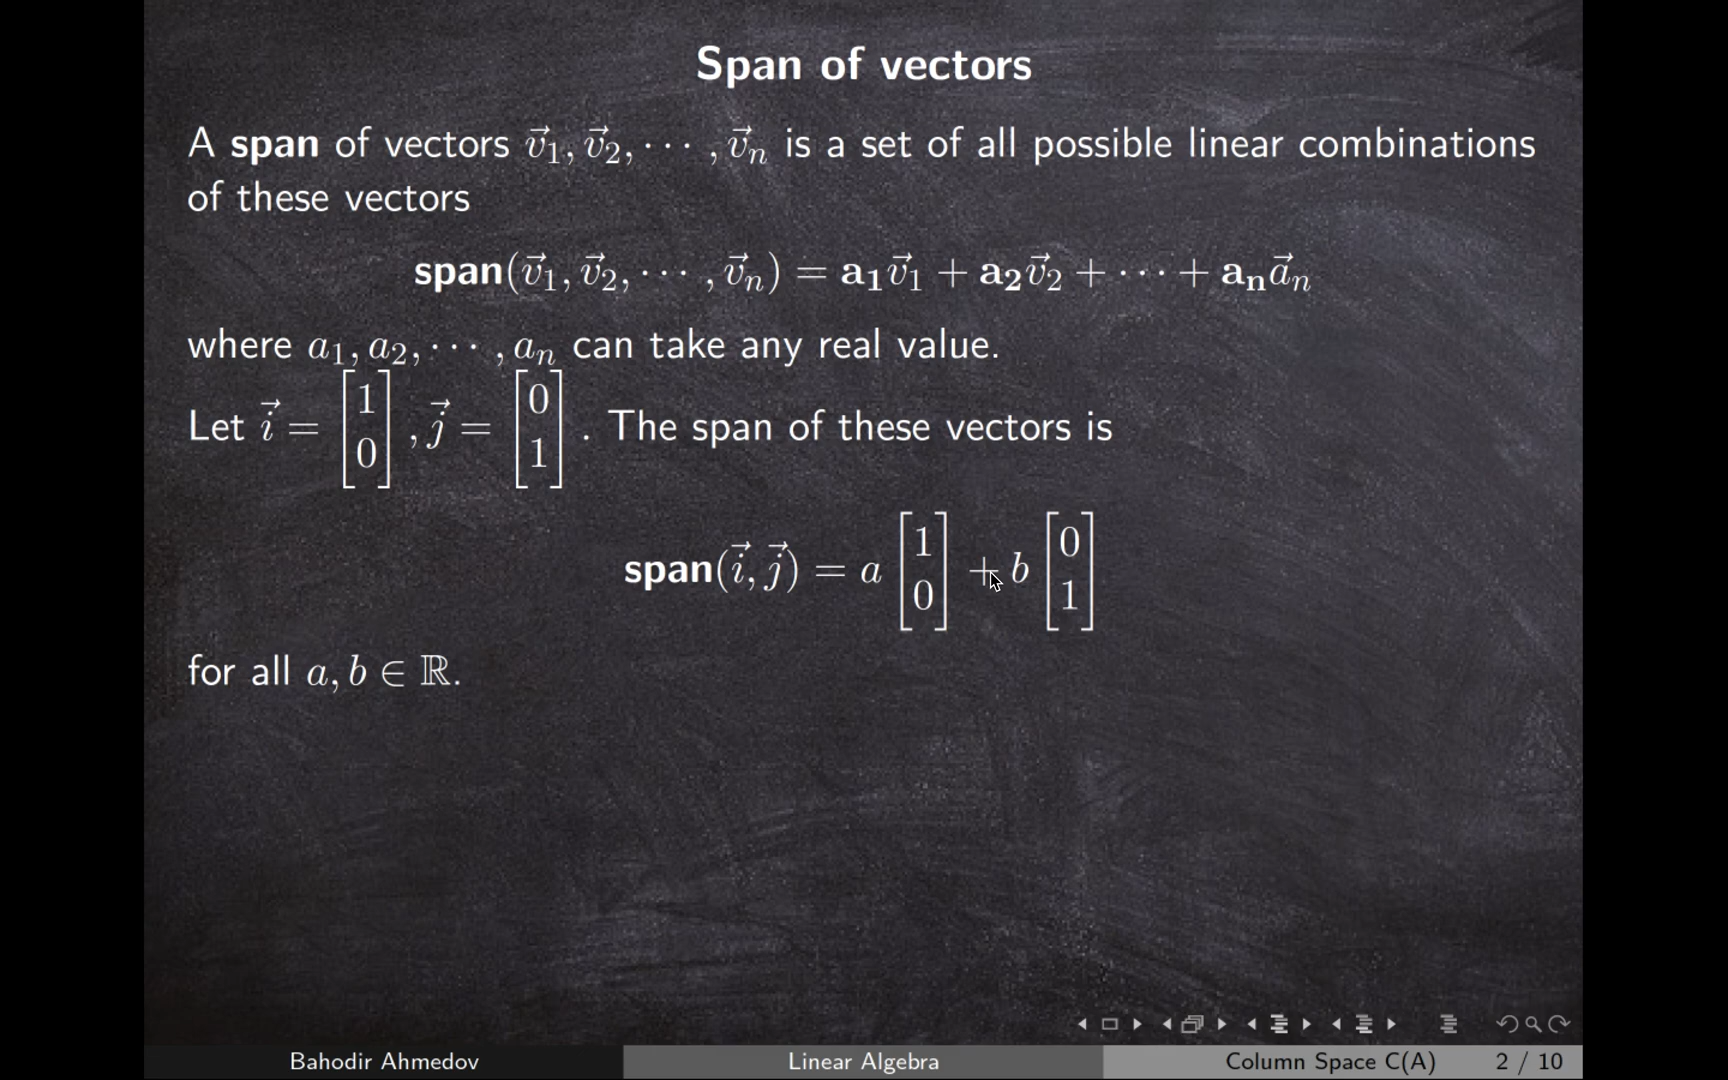 Span of vectors
A span of vectors v⃗₁, v⃗₂, ⋯ , v⃗ₙ is a set of all possible linear combinations
of these vectors
span(v⃗₁, v⃗₂, ⋯ , v⃗ₙ) = a₁v⃗₁ + a₂v⃗₂ + ⋯ + aₙa⃗ₙ
where a₁, a₂, ⋯ , aₙ can take any real value.
Let i⃗ = [1 0], j⃗ = [0 1]. The span of these vectors is
span(i⃗, j⃗) = a [1 0] + b [0 1]
for all a, b ∈ ℝ.
Bahodir Ahmedov Linear Algebra Column Space C(A) 2 / 10